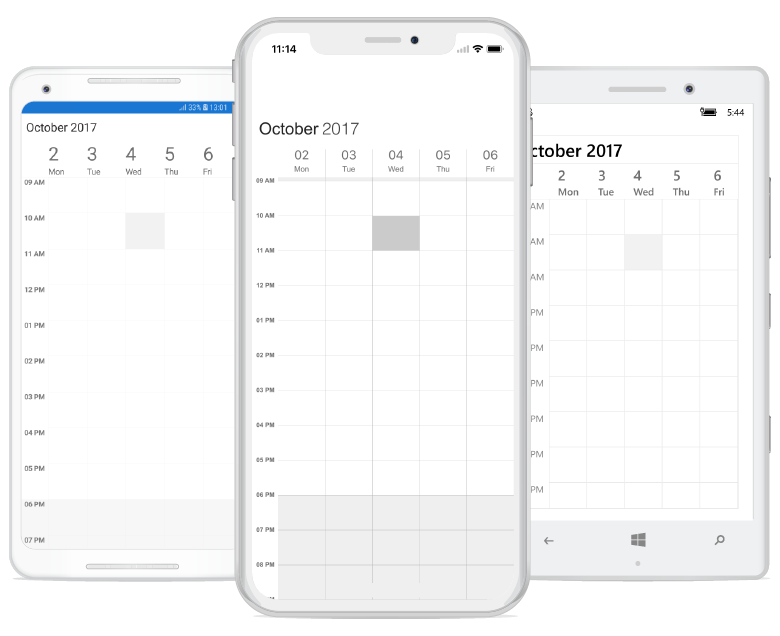 33% 13:01
October 2017
2 3 4 5 6
Mon Tue Wed Thu Fri
09 AM
10 AM
11 AM
12 PM
01 PM
02 PM
03 PM
04 PM
05 PM
06 PM
07 PM
11:14
October 2017
02 03 04 05 06
Mon Tue Wed Thu Fri
09 AM
10 AM
11 AM
12 PM
01 PM
02 PM
03 PM
04 PM
05 PM
06 PM
07 PM
08 PM
5:44
ctober 2017
2 3 4 5 6
Mon Tue Wed Thu Fri
AM
AM
AM
PM
PM
PM
PM
PM
PM